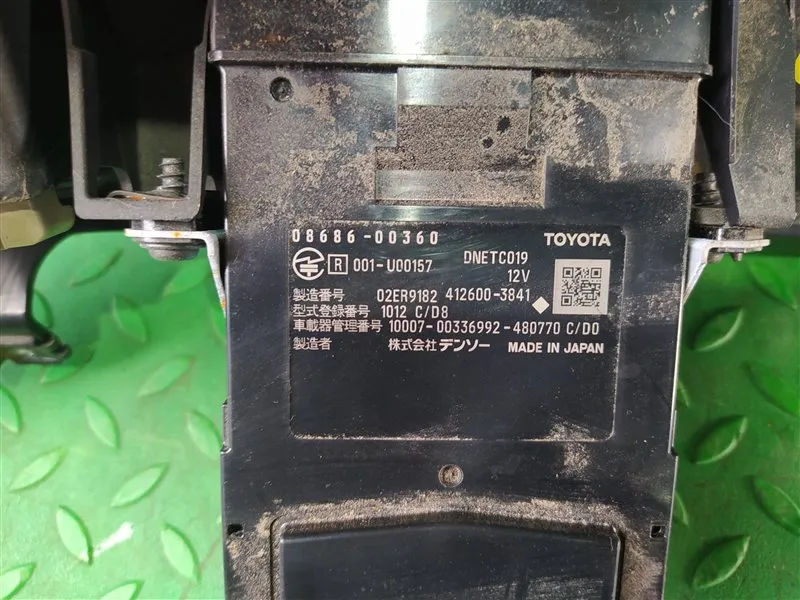 08686-00360 TOYOTA
R 001-U00157 DNETC019
12V
製造番号 02ER9182 412600-3841
型式登録番号 1012 C/D8
車載器管理番号 10007-00336992-480770 C/D0
製造者 株式会社デンソー MADE IN JAPAN